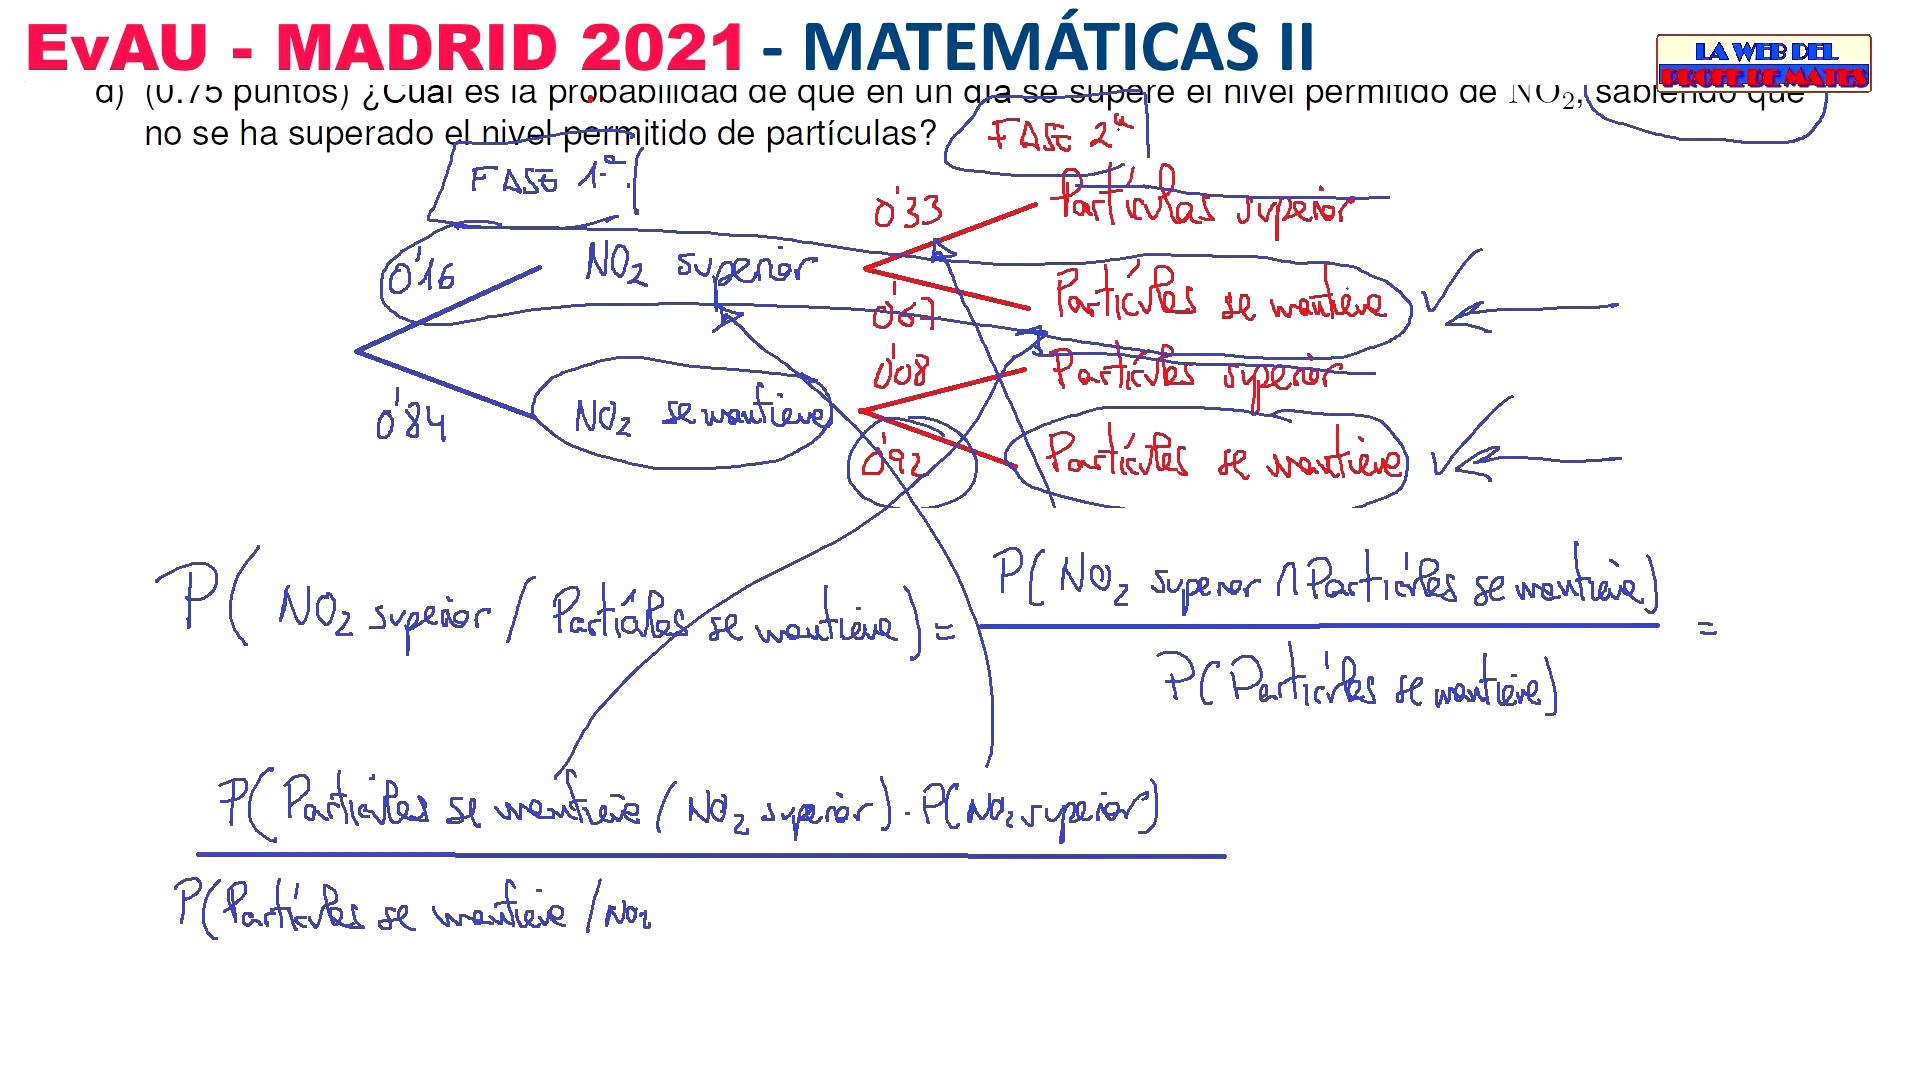 EvAU - MADRID 2021 - MATEMÁTICAS II
LA WEB DEL
PROFE DE MATES
d) (0.75 puntos) ¿Cuál es la probabilidad de que en un día se supere el nivel permitido de NO₂, sabiendo que
no se ha superado el nivel permitido de partículas?
FASE 1ª
FASE 2ª
0'33 Partículas superior
0'16 NO₂ superior
0'67 Partículas se mantiene
0'08 Partículas superior
0'84 NO₂ se mantiene
0'92 Partículas se mantiene
P( NO₂ superior / Partículas se mantiene ) = P( NO₂ superior ∩ Partículas se mantiene ) =
P( Partículas se mantiene )
P( Partículas se mantiene / NO₂ superior ) · P(NO₂ superior)
P( Partículas se mantiene / NO₂